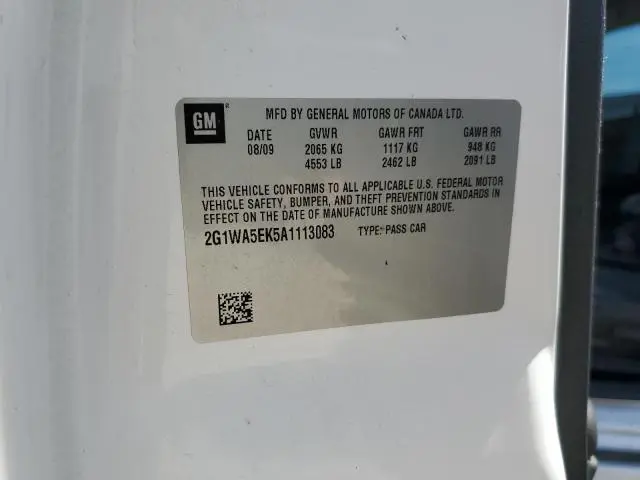 GM
MFD BY GENERAL MOTORS OF CANADA LTD.
DATE GVWR GAWR FRT GAWR RR
08/09 2065 KG 1117 KG 948 KG
4553 LB 2462 LB 2091 LB
THIS VEHICLE CONFORMS TO ALL APPLICABLE U.S. FEDERAL MOTOR
VEHICLE SAFETY, BUMPER, AND THEFT PREVENTION STANDARDS IN
EFFECT ON THE DATE OF MANUFACTURE SHOWN ABOVE.
2G1WA5EK5A1113083 TYPE: PASS CAR